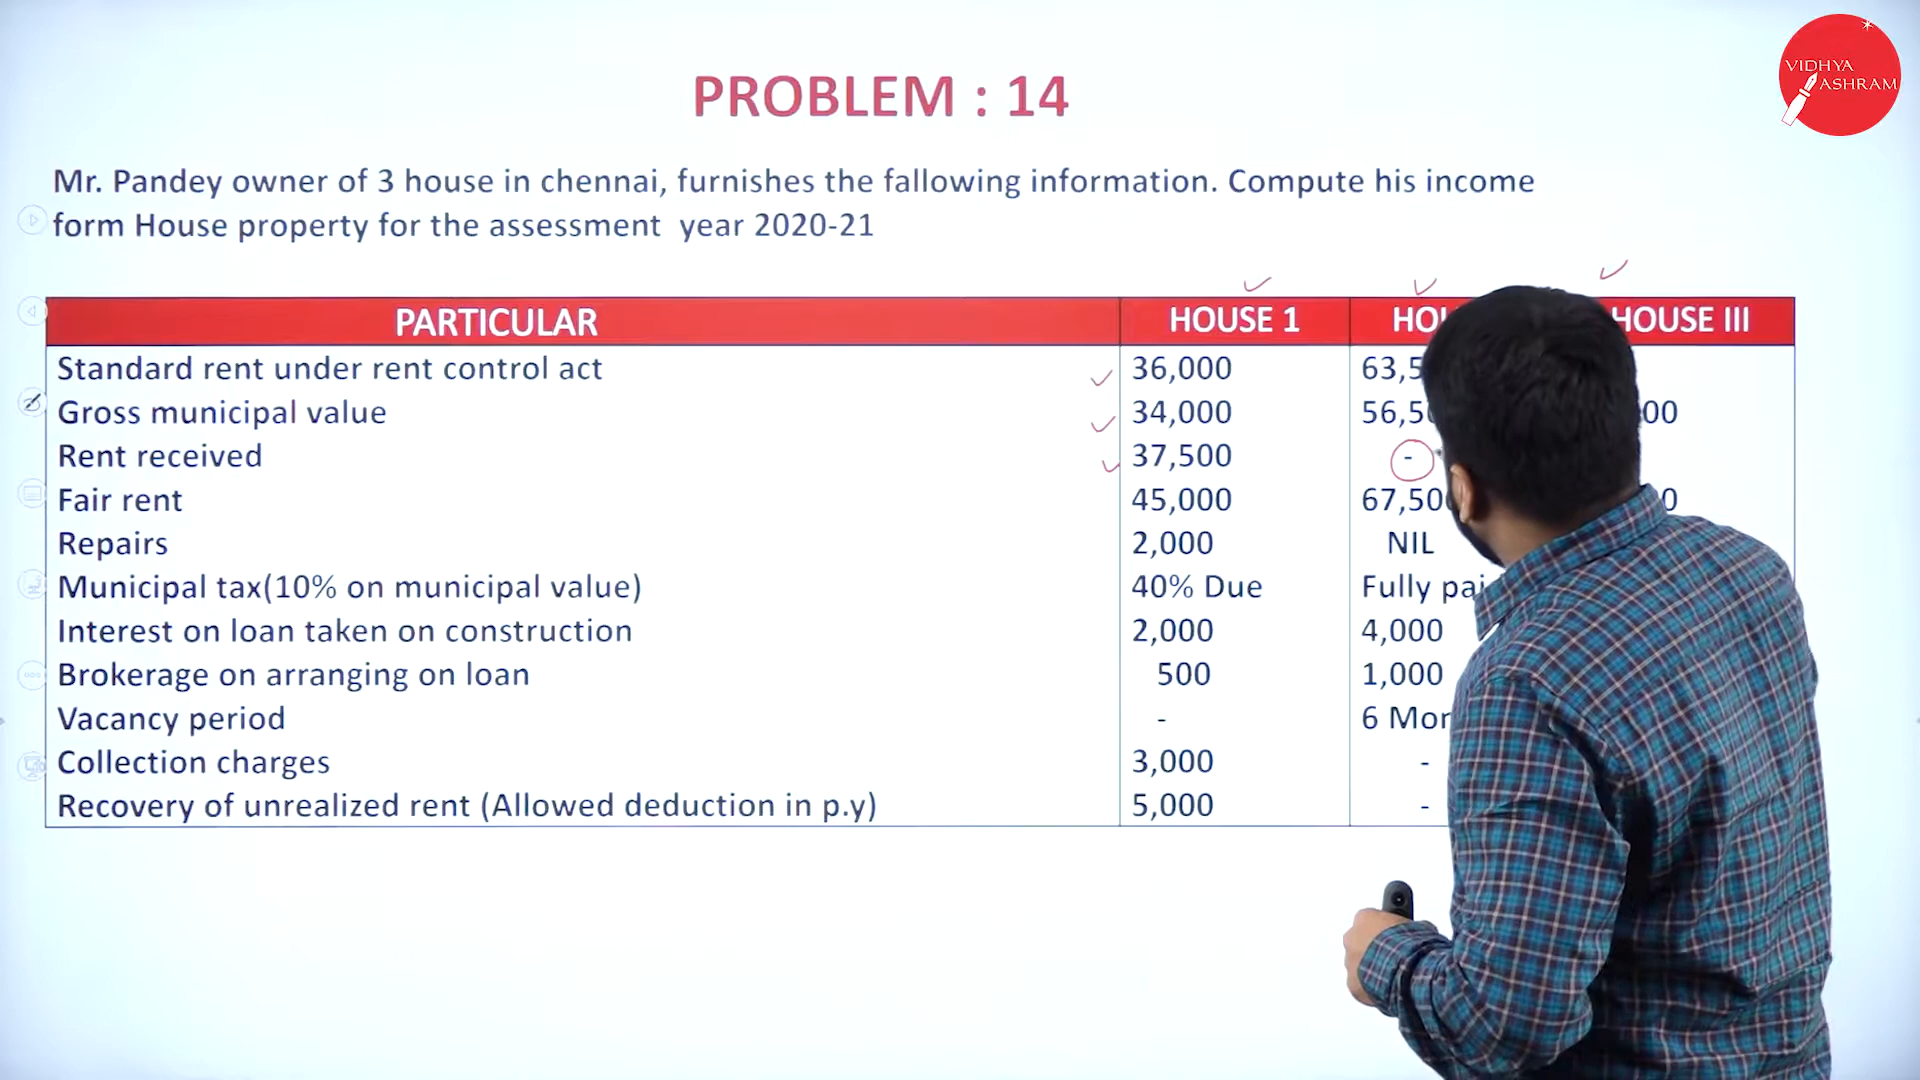 VIDHYA
ASHRAM
PROBLEM : 14
Mr. Pandey owner of 3 house in chennai, furnishes the fallowing information. Compute his income
form House property for the assessment year 2020-21
PARTICULAR HOUSE 1 HOUSE III
Standard rent under rent control act 36,000
Gross municipal value 34,000
Rent received 37,500 -
Fair rent 45,000
Repairs 2,000 NIL
Municipal tax(10% on municipal value) 40% Due Fully
Interest on loan taken on construction 2,000 4,000
Brokerage on arranging on loan 500 1,000
Vacancy period - 6
Collection charges 3,000 -
Recovery of unrealized rent (Allowed deduction in p.y) 5,000 -